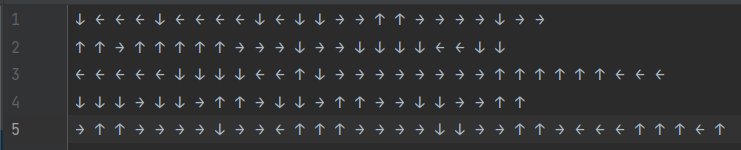 1 ↓ ← ← ← ↓ ← ← ← ← ↓ ← ↓ ↓ → → ↑ ↑ → → → → ↓ → →
2 ↑ ↑ → ↑ ↑ ↑ ↑ ↑ → → → ↓ → → ↓ ↓ ↓ ↓ ← ← ↓ ↓
3 ← ← ← ← ← ↓ ↓ ↓ ↓ ← ← ↑ ↓ → → → → → → → → ↑ ↑ ↑ ↑ ↑ ↑ ← ← ←
4 ↓ ↓ ↓ → ↓ ↓ → ↑ ↑ → ↓ ↓ → ↑ ↑ → → ↓ ↓ → → ↑ ↑
5 → ↑ ↑ → → → → ↓ → → ← ↑ ↑ ↑ → → → → ↓ ↓ → → ↑ ↑ → ← ← ← ↑ ↑ ↑ ← ↑